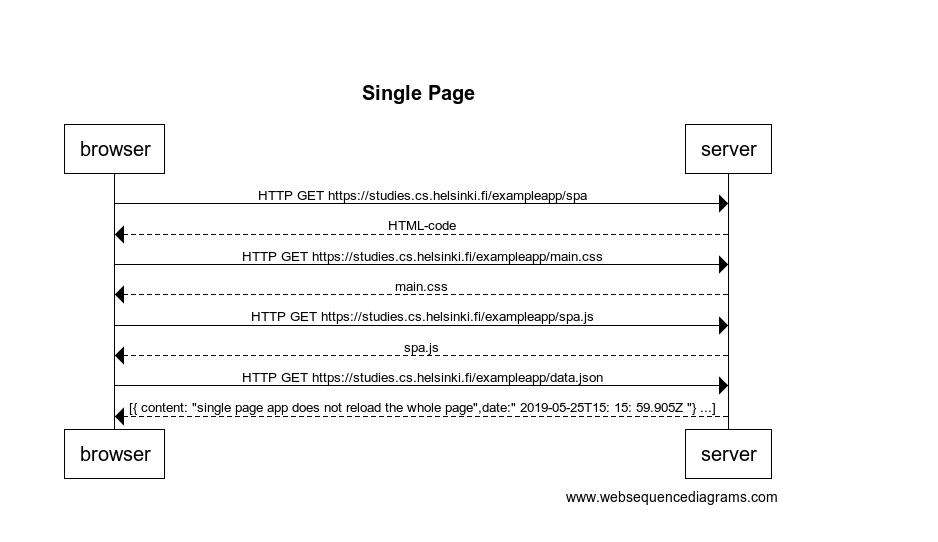 Single Page
browser server
HTTP GET https://studies.cs.helsinki.fi/exampleapp/spa
HTML-code
HTTP GET https://studies.cs.helsinki.fi/exampleapp/main.css
main.css
HTTP GET https://studies.cs.helsinki.fi/exampleapp/spa.js
spa.js
HTTP GET https://studies.cs.helsinki.fi/exampleapp/data.json
[{ content: "single page app does not reload the whole page",date:" 2019-05-25T15: 15: 59.905Z "} ...]
browser server
www.websequencediagrams.com